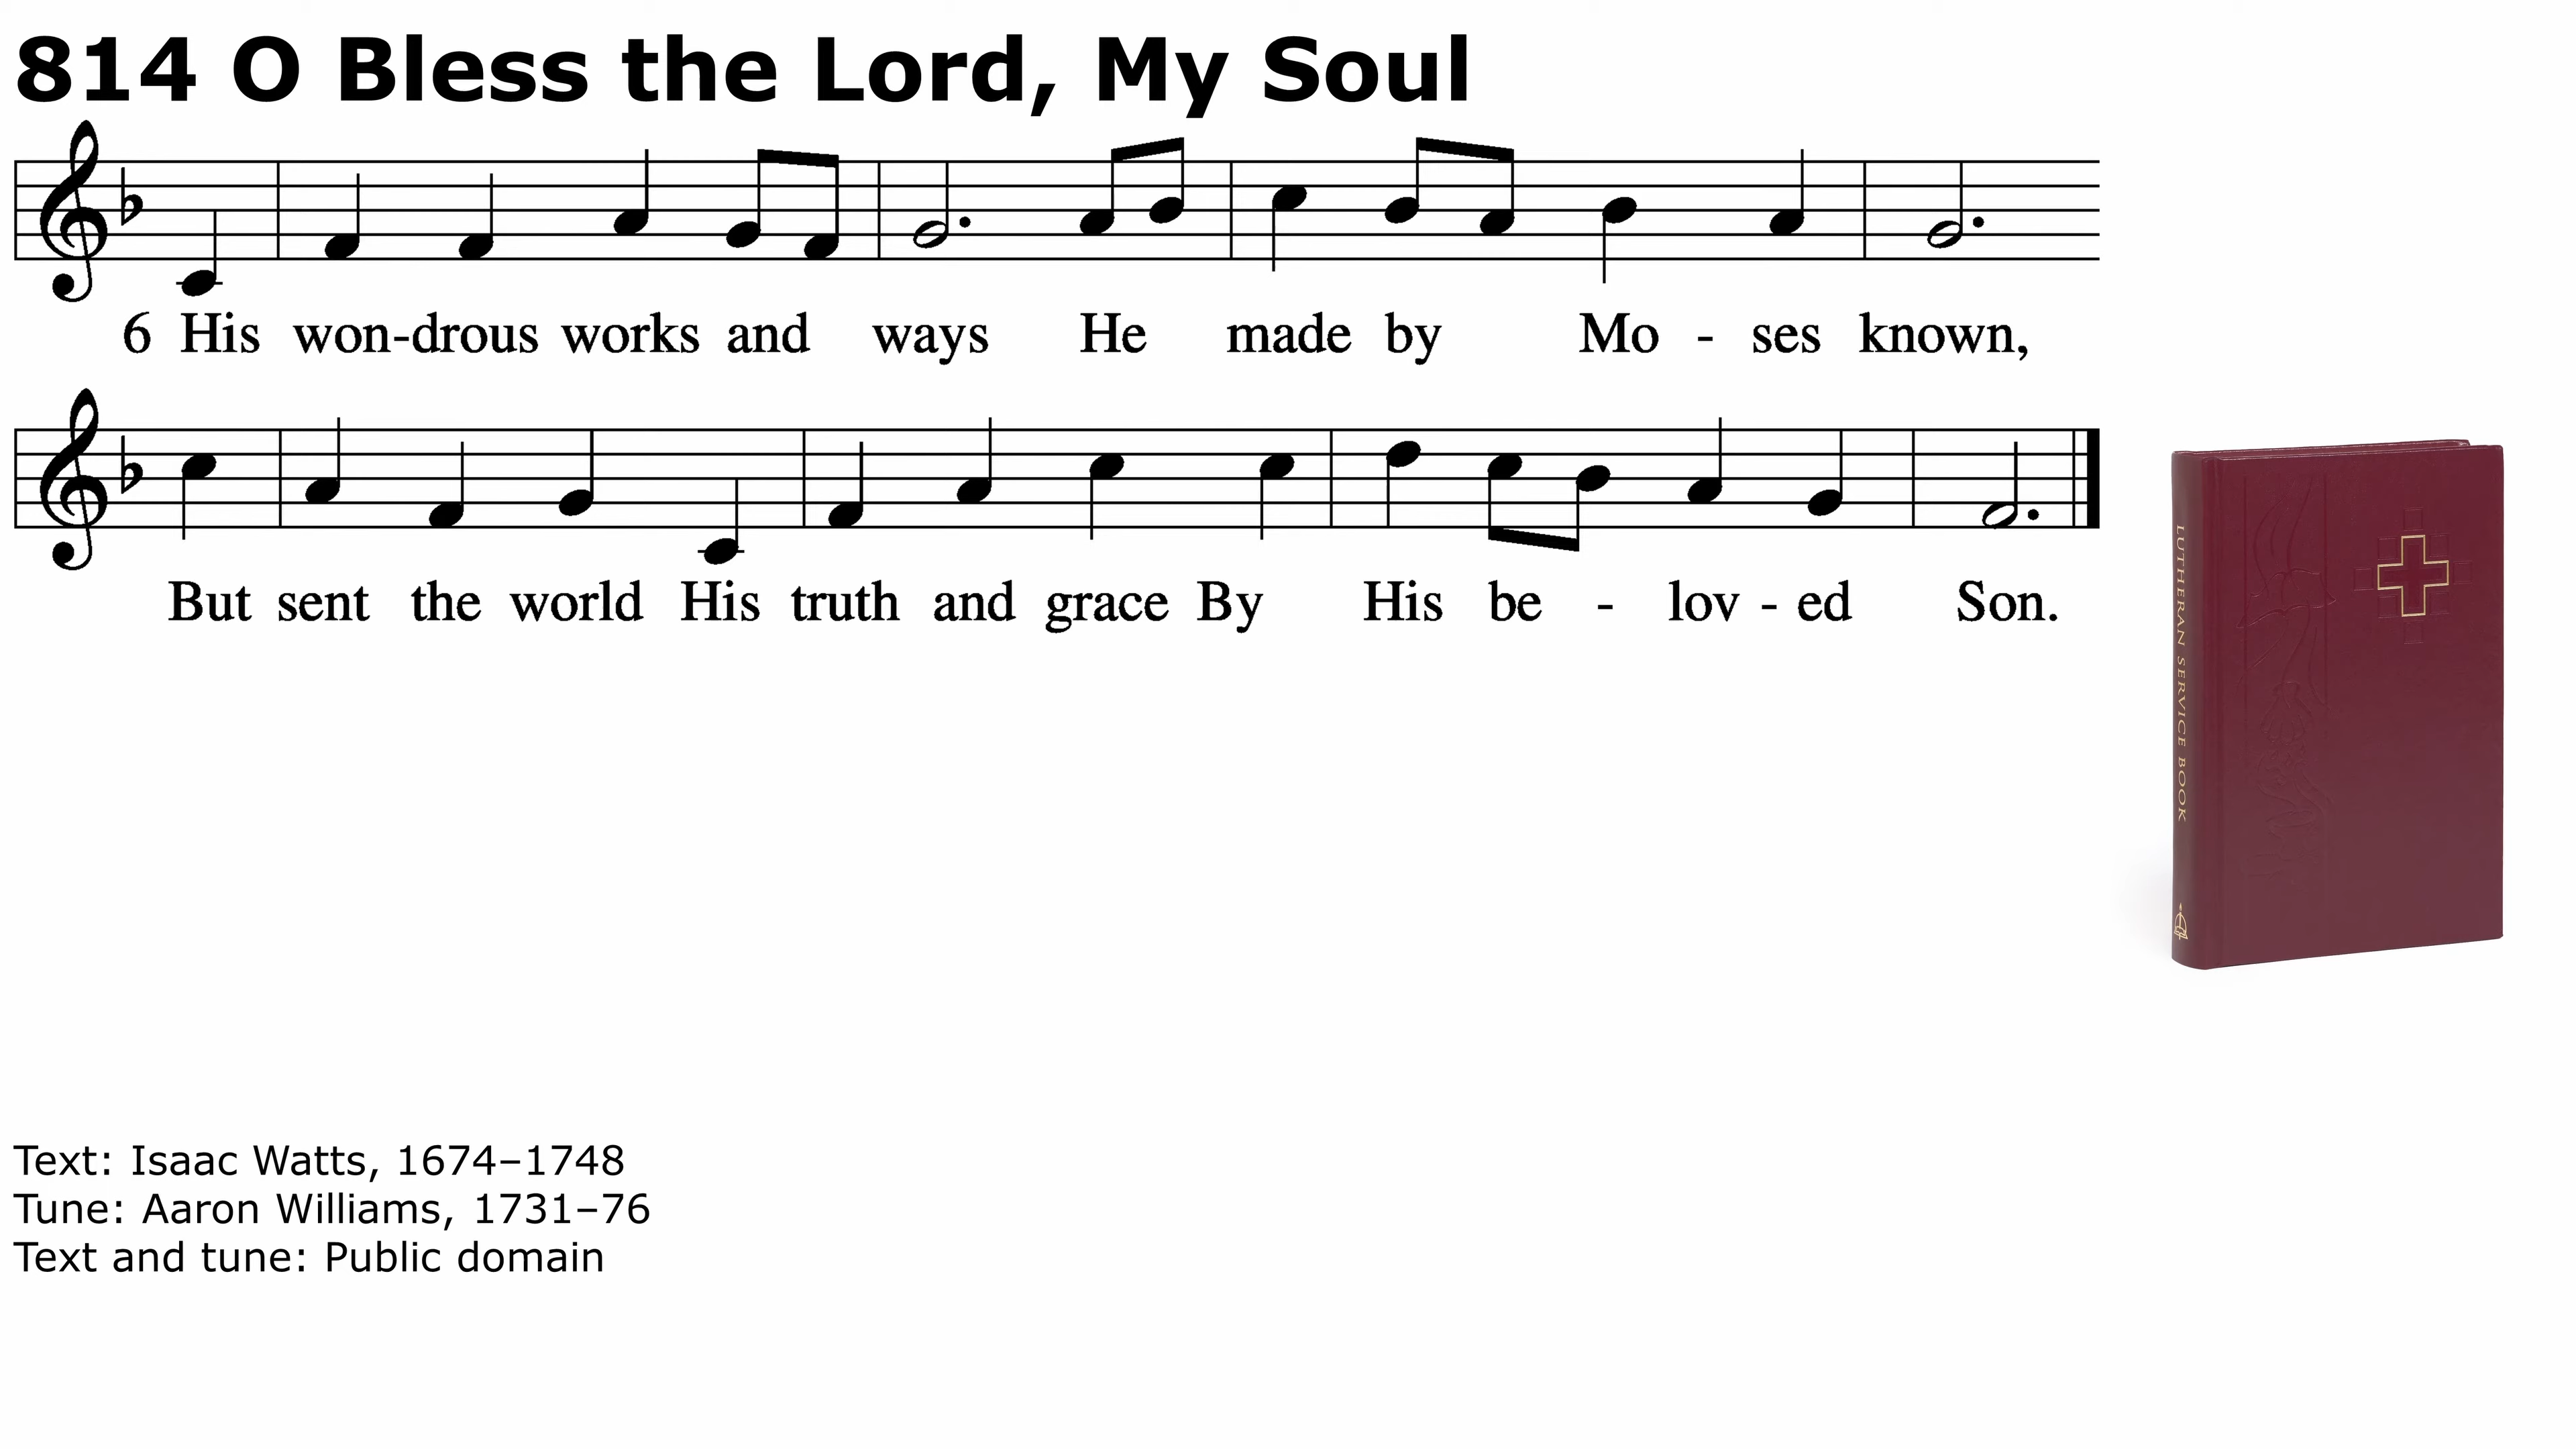 814 O Bless the Lord, My Soul
6 His won-drous works and ways He made by Mo - ses known,
But sent the world His truth and grace By His be - lov - ed Son.
LUTHERAN SERVICE BOOK
Text: Isaac Watts, 1674–1748
Tune: Aaron Williams, 1731–76
Text and tune: Public domain